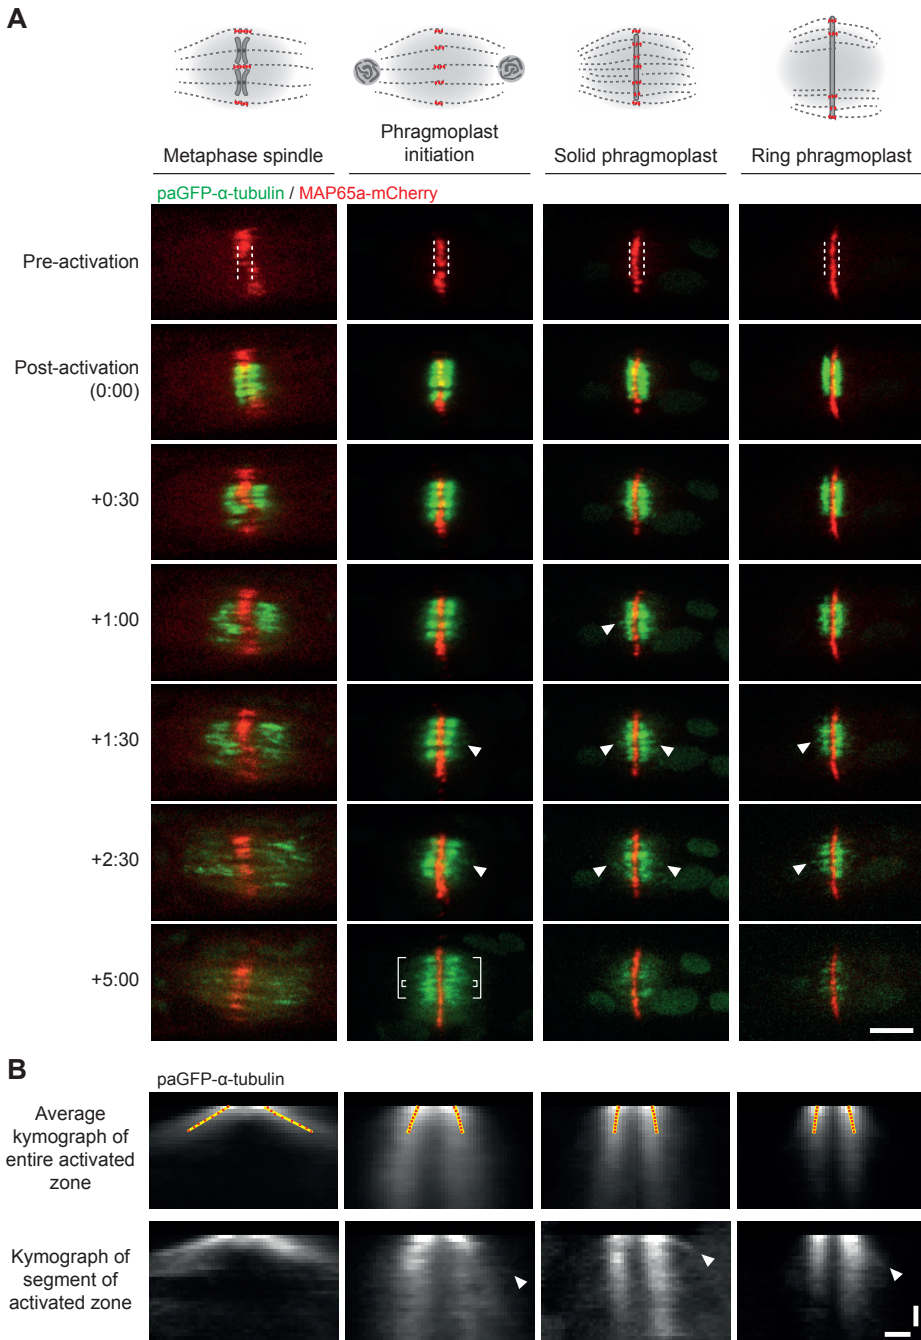 A
Metaphase spindle
Phragmoplast
initiation
Solid phragmoplast
Ring phragmoplast
paGFP-α-tubulin / MAP65a-mCherry
Pre-activation
Post-activation
(0:00)
+0:30
+1:00
+1:30
+2:30
+5:00
B
paGFP-α-tubulin
Average
kymograph of
entire activated
zone
Kymograph of
segment of
activated zone